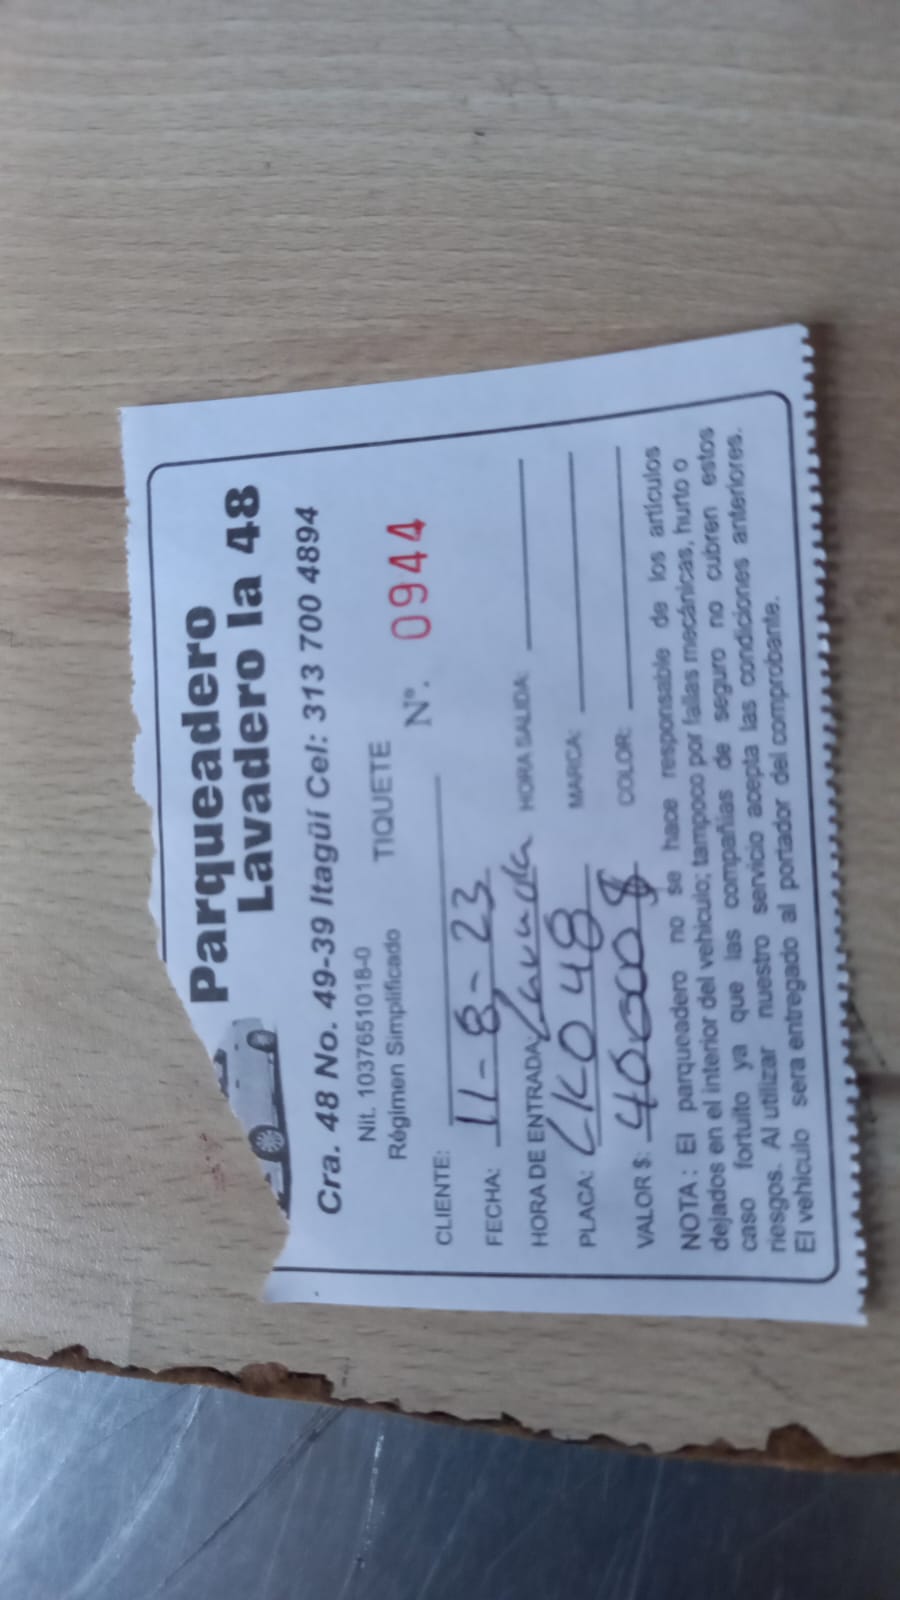 Parqueadero
Lavadero la 48
Cra. 48 No. 49-39 Itagüí Cel: 313 700 4894
Nit. 1037651018-0
Régimen Simplificado TIQUETE
Nº. 0944
CLIENTE:
FECHA: 11-8-23
HORA DE ENTRADA: Lavada HORA SALIDA:
PLACA: LKO 48 MARCA:
VALOR $: 40000 $ COLOR:
NOTA : El parqueadero no se hace responsable de los artículos
dejados en el interior del vehículo; tampoco por fallas mecánicas, hurto o
caso fortuito ya que las compañías de seguro no cubren estos
riesgos. Al utilizar nuestro servicio acepta las condiciones anteriores.
El vehículo sera entregado al portador del comprobante.